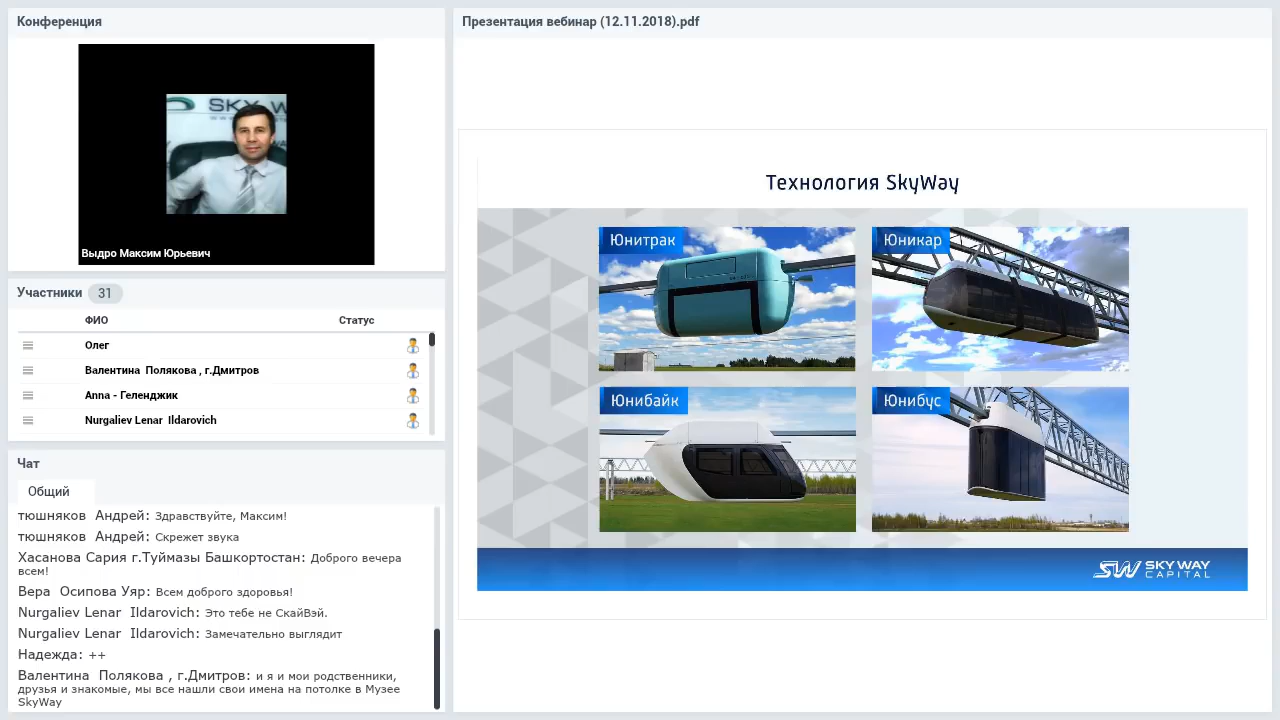 Конференция
SKY W
Выдро Максим Юрьевич
Участники 31
ФИО Статус
Олег
Валентина Полякова , г.Дмитров
Anna - Геленджик
Nurgaliev Lenar Ildarovich
Чат
Общий
тюшняков Андрей: Здравствуйте, Максим!
тюшняков Андрей: Скрежет звука
Хасанова Сария г.Туймазы Башкортостан: Доброго вечера
всем!
Вера Осипова Уяр: Всем доброго здоровья!
Nurgaliev Lenar Ildarovich: Это тебе не СкайВэй.
Nurgaliev Lenar Ildarovich: Замечательно выглядит
Надежда: ++
Валентина Полякова , г.Дмитров: и я и мои родственники,
друзья и знакомые, мы все нашли свои имена на потолке в Музее
SkyWay
Презентация вебинар (12.11.2018).pdf
Технология SkyWay
Юнитрак
Юникар
Юнибайк
Юнибус
SW SKY WAY
CAPITAL